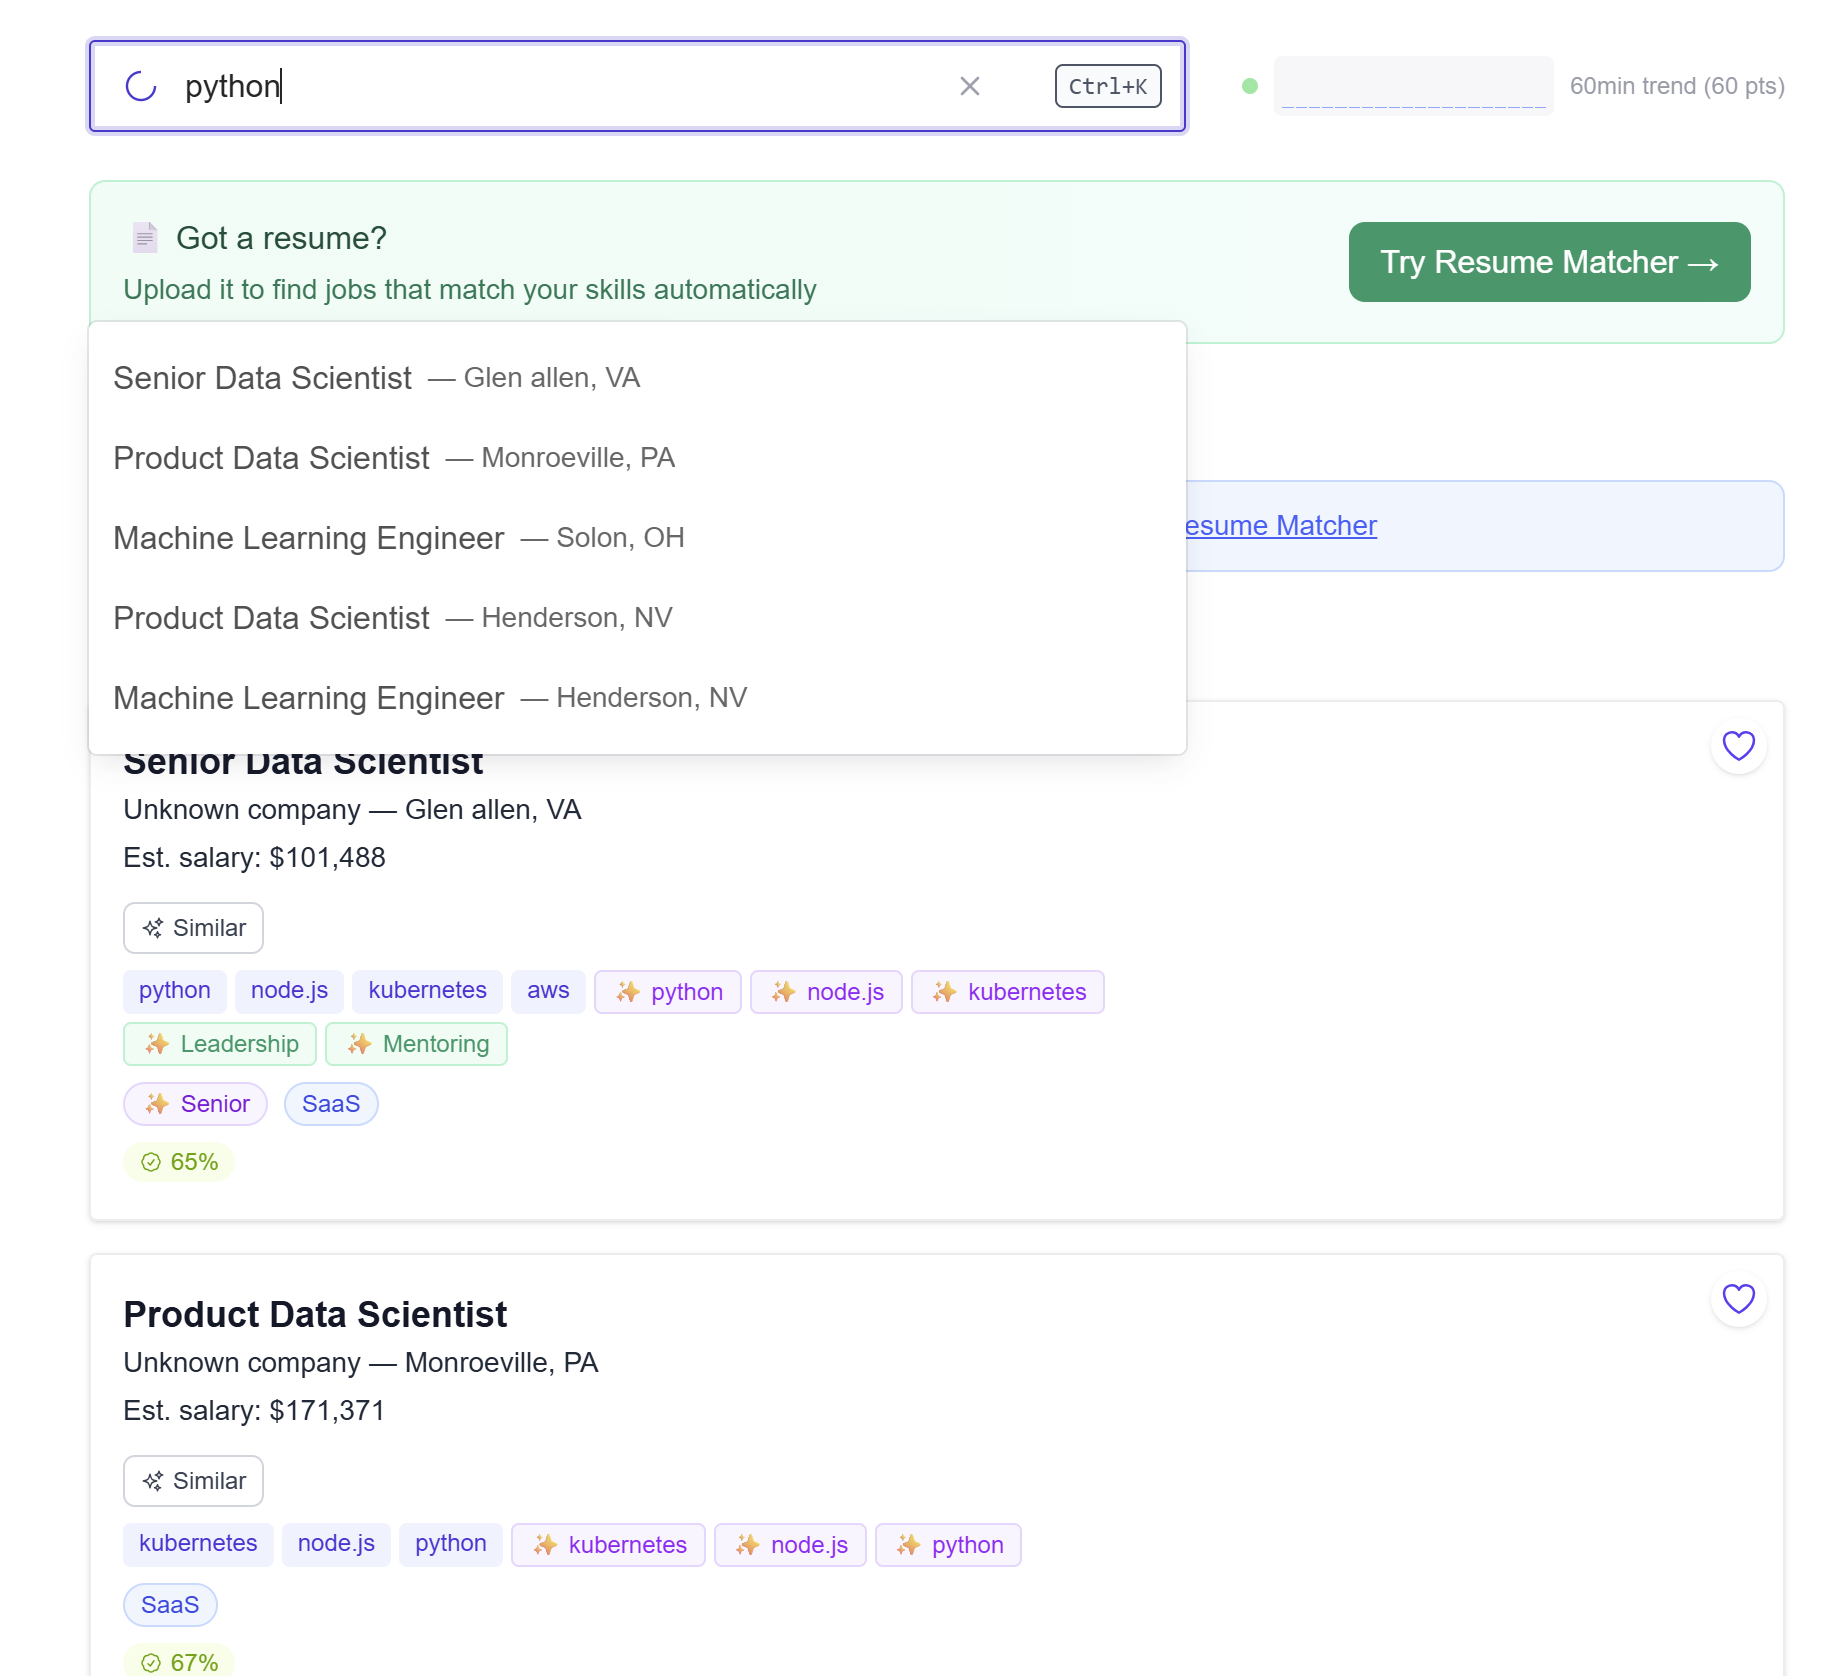 python
Ctrl+K
60min trend (60 pts)
Got a resume?
Upload it to find jobs that match your skills automatically
Try Resume Matcher →
Senior Data Scientist — Glen allen, VA
Product Data Scientist — Monroeville, PA
Machine Learning Engineer — Solon, OH
Product Data Scientist — Henderson, NV
Machine Learning Engineer — Henderson, NV
esume Matcher
Senior Data Scientist
Unknown company — Glen allen, VA
Est. salary: $101,488
Similar
python node.js kubernetes aws ✨ python ✨ node.js ✨ kubernetes
✨ Leadership ✨ Mentoring
✨ Senior SaaS
65%
Product Data Scientist
Unknown company — Monroeville, PA
Est. salary: $171,371
Similar
kubernetes node.js python ✨ kubernetes ✨ node.js ✨ python
SaaS
67%